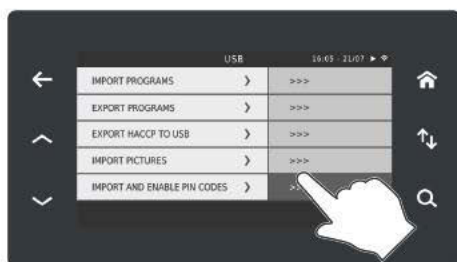 USB 16:05 - 21/07
IMPORT PROGRAMS >>>
EXPORT PROGRAMS >>>
EXPORT HACCP TO USB >>>
IMPORT PICTURES >>>
IMPORT AND ENABLE PIN CODES >>